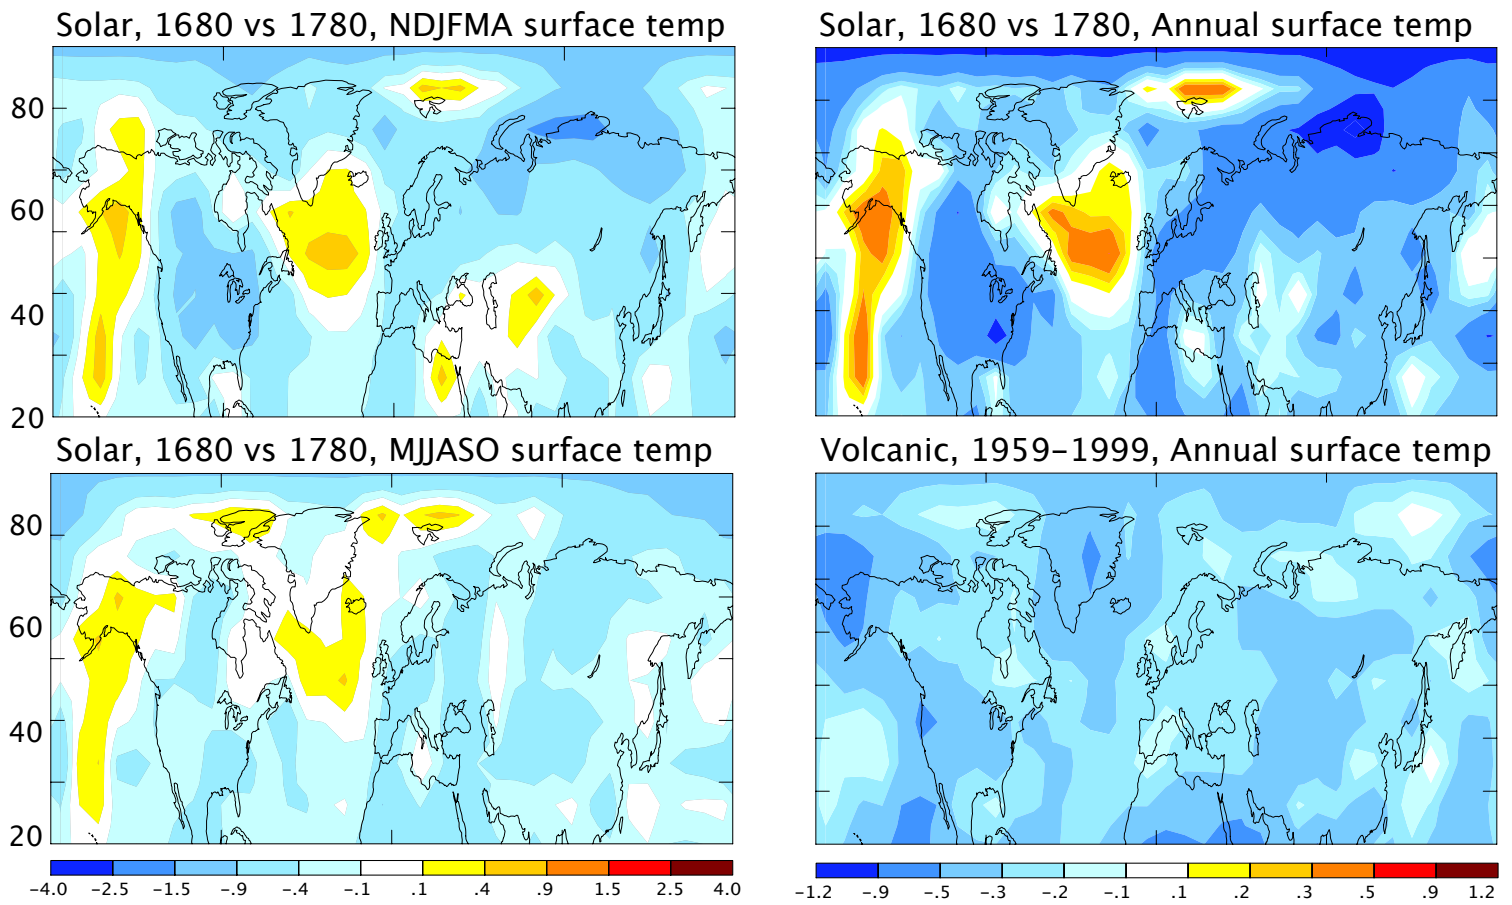 Solar, 1680 vs 1780, NDJFMA surface temp
Solar, 1680 vs 1780, Annual surface temp
80
60
40
20
Solar, 1680 vs 1780, MJJASO surface temp
Volcanic, 1959-1999, Annual surface temp
80
60
40
20
-4.0 -2.5 -1.5 -.9 -.4 -.1 .1 .4 .9 1.5 2.5 4.0
-1.2 -.9 -.5 -.3 -.2 -.1 .1 .2 .3 .5 .9 1.2